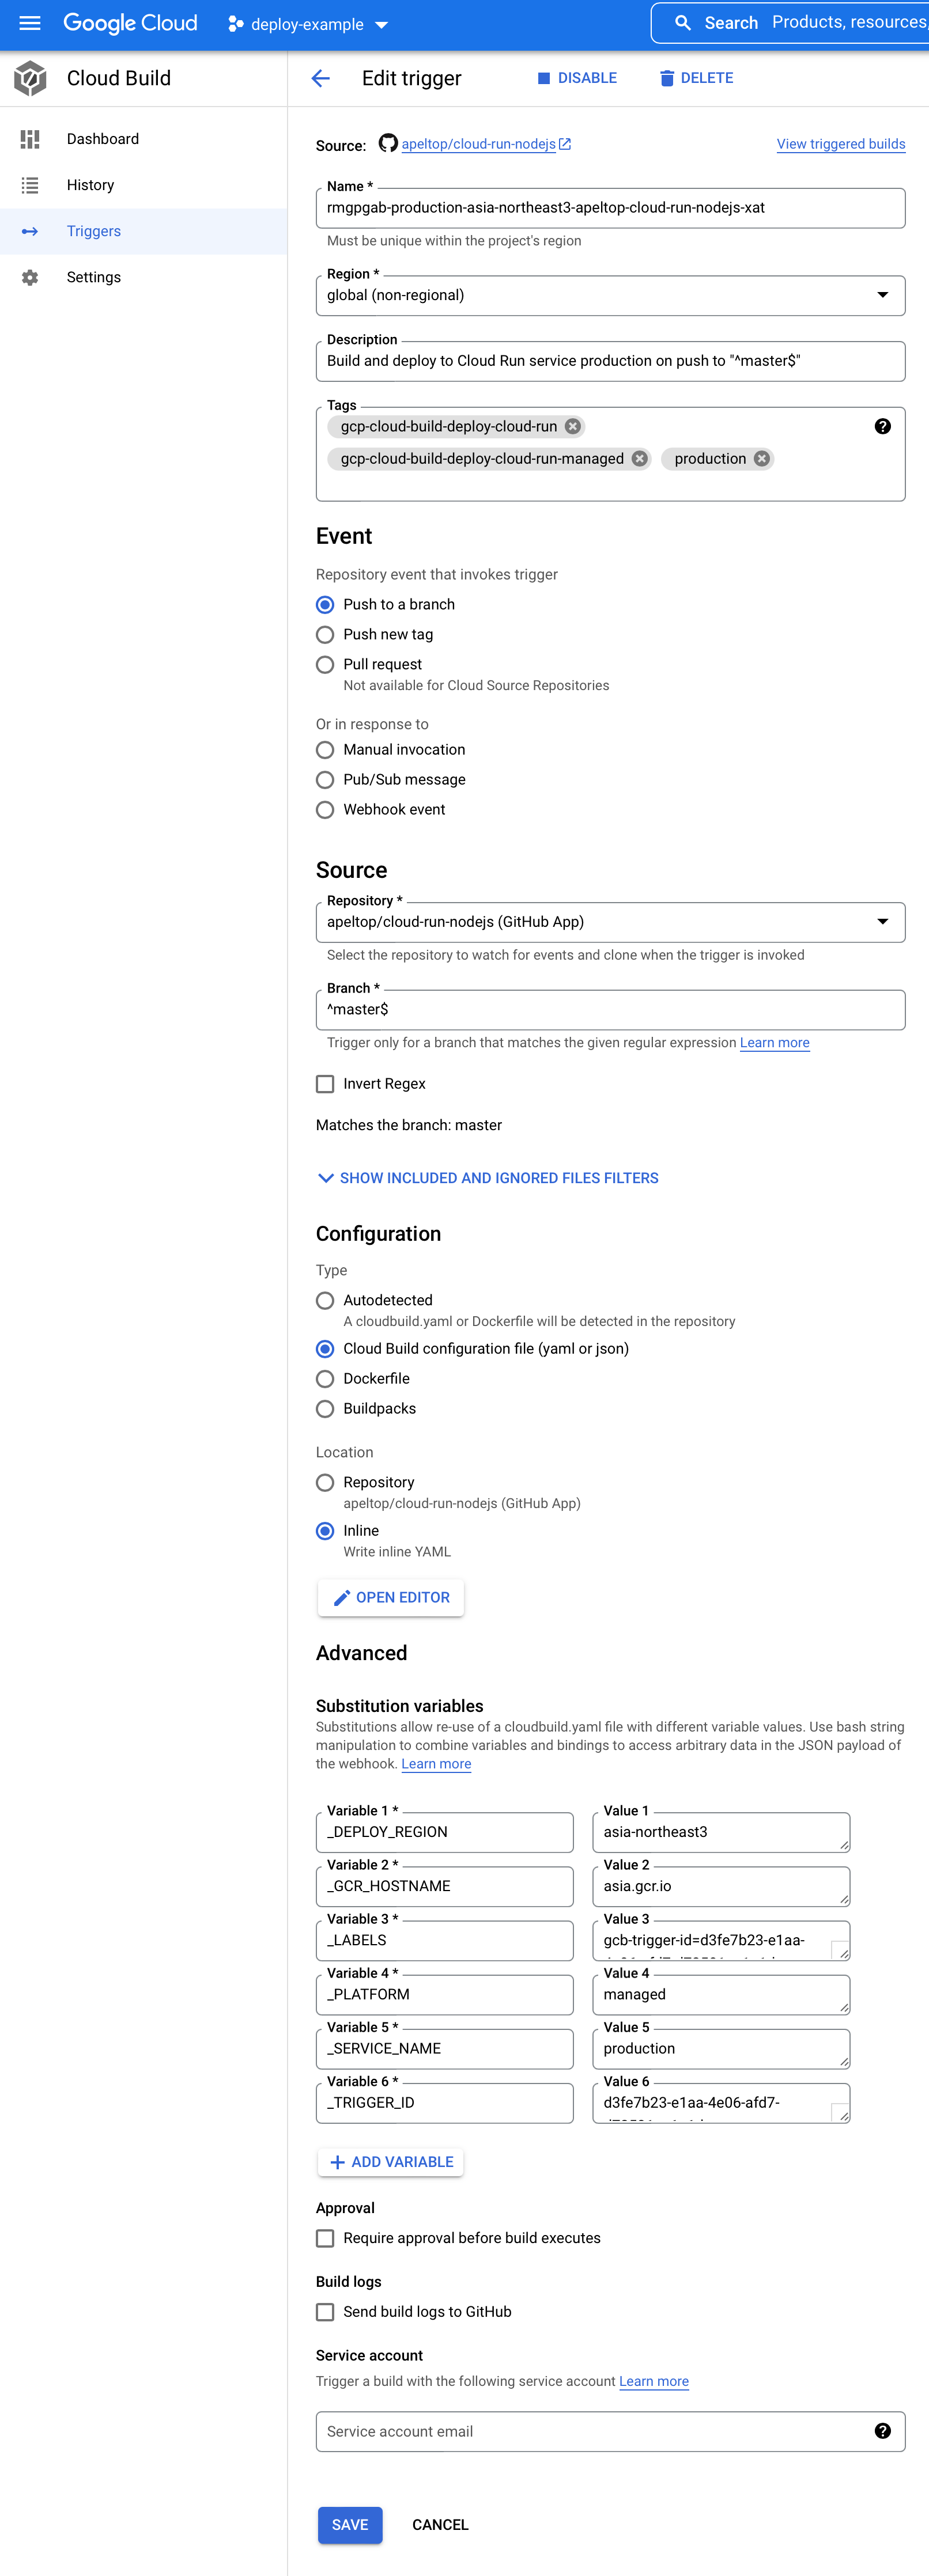 Google Cloud
deploy-example
Search Products, resources,
Cloud Build
Edit trigger
DISABLE
DELETE
Dashboard
History
Triggers
Settings
Source: apeltop/cloud-run-nodejs
View triggered builds
Name *
rmgpgab-production-asia-northeast3-apeltop-cloud-run-nodejs-xat
Must be unique within the project's region
Region *
global (non-regional)
Description
Build and deploy to Cloud Run service production on push to "^master$"
Tags
gcp-cloud-build-deploy-cloud-run
gcp-cloud-build-deploy-cloud-run-managed production
Event
Repository event that invokes trigger
Push to a branch
Push new tag
Pull request
Not available for Cloud Source Repositories
Or in response to
Manual invocation
Pub/Sub message
Webhook event
Source
Repository *
apeltop/cloud-run-nodejs (GitHub App)
Select the repository to watch for events and clone when the trigger is invoked
Branch *
^master$
Trigger only for a branch that matches the given regular expression Learn more
Invert Regex
Matches the branch: master
SHOW INCLUDED AND IGNORED FILES FILTERS
Configuration
Type
Autodetected
A cloudbuild.yaml or Dockerfile will be detected in the repository
Cloud Build configuration file (yaml or json)
Dockerfile
Buildpacks
Location
Repository
apeltop/cloud-run-nodejs (GitHub App)
Inline
Write inline YAML
OPEN EDITOR
Advanced
Substitution variables
Substitutions allow re-use of a cloudbuild.yaml file with different variable values. Use bash string
manipulation to combine variables and bindings to access arbitrary data in the JSON payload of
the webhook. Learn more
Variable 1 * Value 1
_DEPLOY_REGION asia-northeast3
Variable 2 * Value 2
_GCR_HOSTNAME asia.gcr.io
Variable 3 * Value 3
_LABELS gcb-trigger-id=d3fe7b23-e1aa-
Variable 4 * Value 4
_PLATFORM managed
Variable 5 * Value 5
_SERVICE_NAME production
Variable 6 * Value 6
_TRIGGER_ID d3fe7b23-e1aa-4e06-afd7-
ADD VARIABLE
Approval
Require approval before build executes
Build logs
Send build logs to GitHub
Service account
Trigger a build with the following service account Learn more
Service account email
SAVE
CANCEL